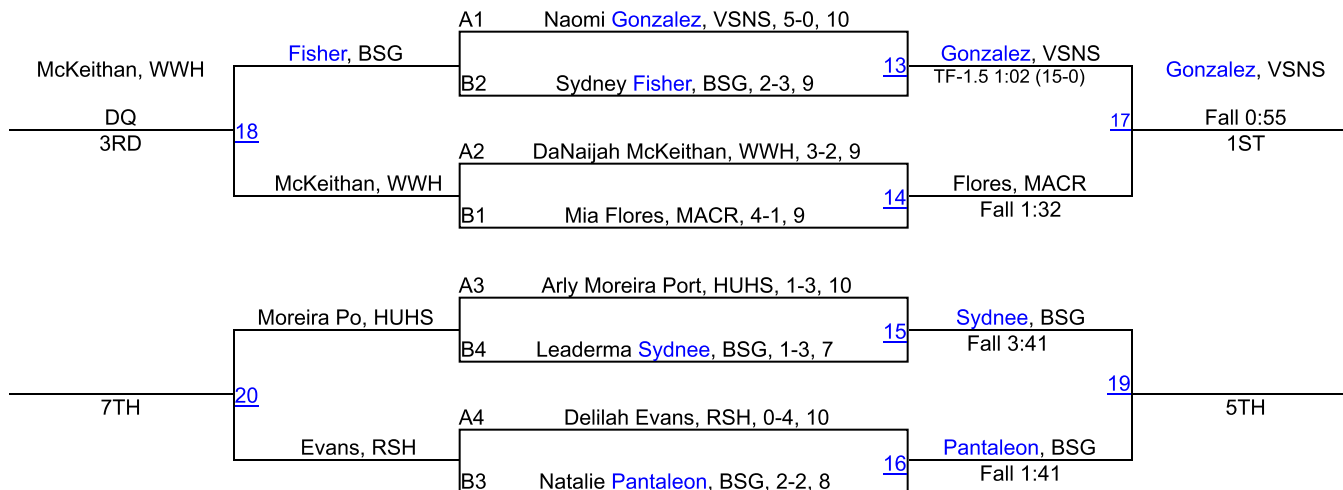 A1 Naomi Gonzalez, VSNS, 5-0, 10
McKeithan, WWH
Fisher, BSG
13
Gonzalez, VSNS
Gonzalez, VSNS
B2 Sydney Fisher, BSG, 2-3, 9
TF-1.5 1:02 (15-0)
DQ
18
17
Fall 0:55
3RD
1ST
A2 DaNaijah McKeithan, WWH, 3-2, 9
McKeithan, WWH
14
Flores, MACR
B1 Mia Flores, MACR, 4-1, 9
Fall 1:32
A3 Arly Moreira Port, HUHS, 1-3, 10
Moreira Po, HUHS
15
Sydnee, BSG
B4 Leaderma Sydnee, BSG, 1-3, 7
Fall 3:41
20
19
7TH
5TH
A4 Delilah Evans, RSH, 0-4, 10
Evans, RSH
16
Pantaleon, BSG
B3 Natalie Pantaleon, BSG, 2-2, 8
Fall 1:41